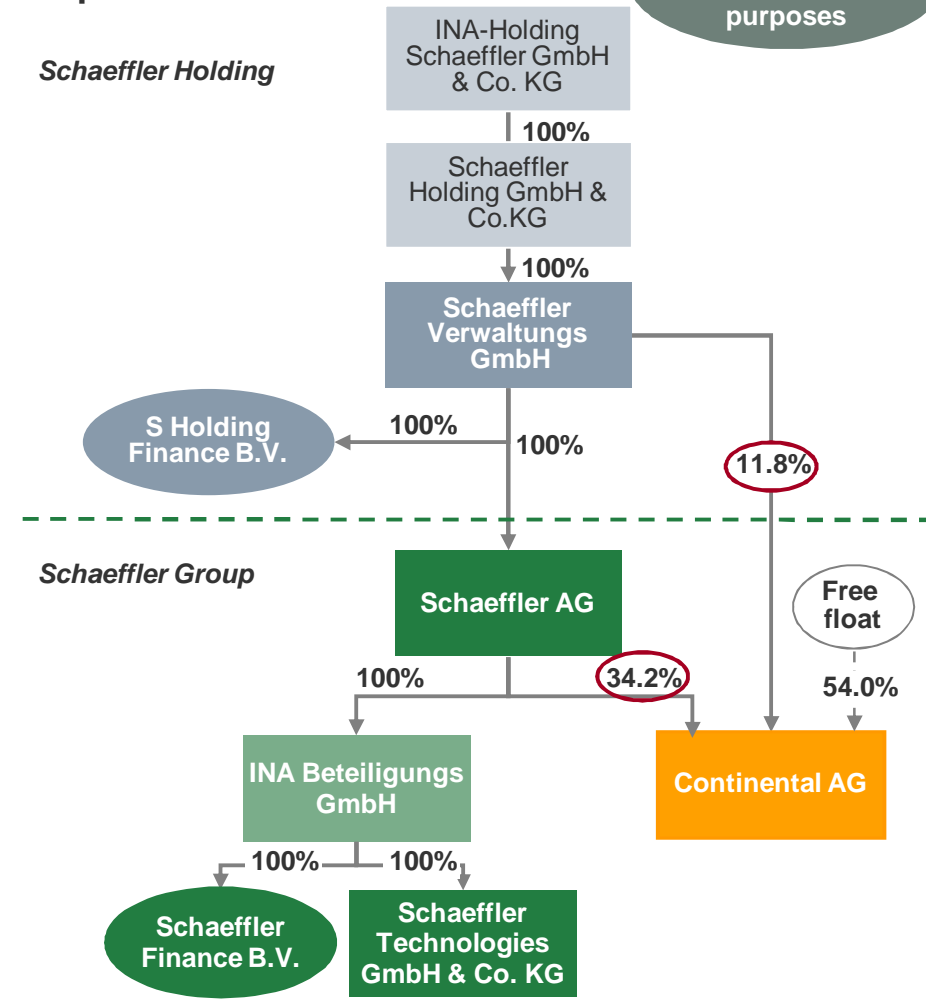 purposes
INA-Holding
Schaeffler GmbH
& Co. KG
Schaeffler Holding
100%
Schaeffler
Holding GmbH &
Co.KG
100%
Schaeffler
Verwaltungs
GmbH
S Holding
Finance B.V.
100%
100%
11.8%
Schaeffler Group
Schaeffler AG
Free
float
100%
34.2%
54.0%
INA Beteiligungs
GmbH
Continental AG
100%
100%
Schaeffler
Finance B.V.
Schaeffler
Technologies
GmbH & Co. KG